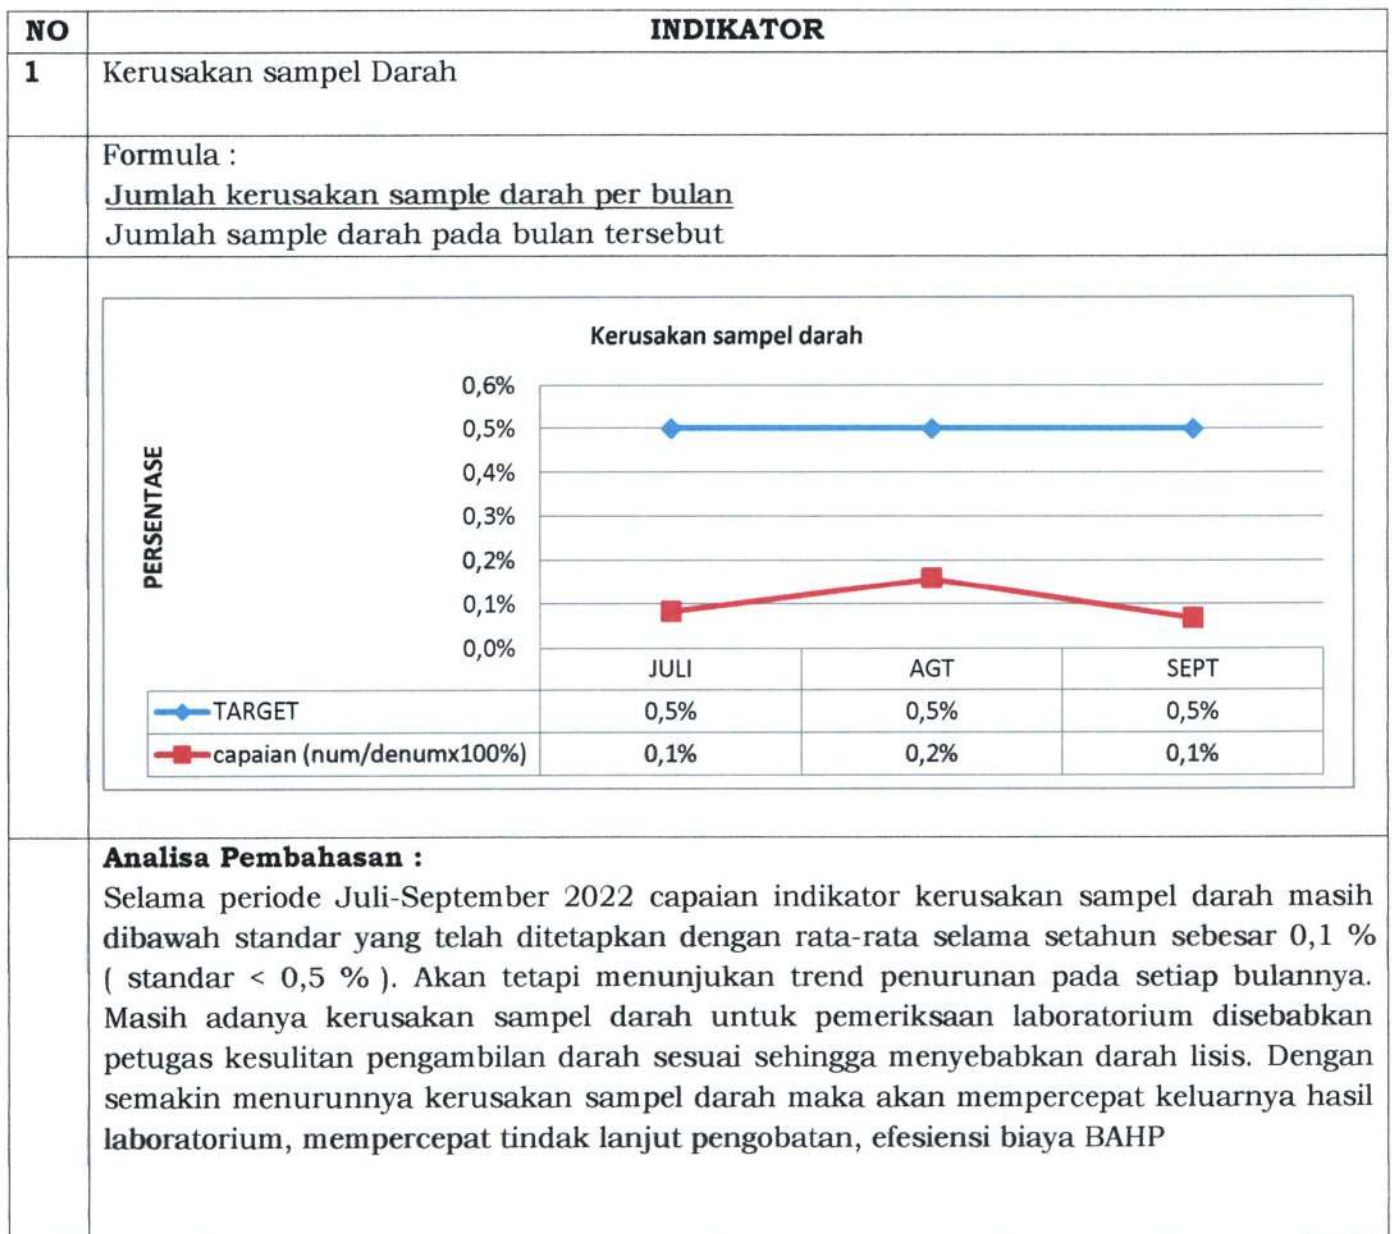 NO INDIKATOR
1 Kerusakan sampel Darah
Formula :
Jumlah kerusakan sample darah per bulan
Jumlah sample darah pada bulan tersebut
Kerusakan sampel darah
PERSENTASE
0,6%
0,5%
0,4%
0,3%
0,2%
0,1%
0,0%
JULI AGT SEPT
TARGET 0,5% 0,5% 0,5%
capaian (num/denumx100%) 0,1% 0,2% 0,1%
Analisa Pembahasan :
Selama periode Juli-September 2022 capaian indikator kerusakan sampel darah masih
dibawah standar yang telah ditetapkan dengan rata-rata selama setahun sebesar 0,1 %
( standar < 0,5 % ). Akan tetapi menunjukan trend penurunan pada setiap bulannya.
Masih adanya kerusakan sampel darah untuk pemeriksaan laboratorium disebabkan
petugas kesulitan pengambilan darah sesuai sehingga menyebabkan darah lisis. Dengan
semakin menurunnya kerusakan sampel darah maka akan mempercepat keluarnya hasil
laboratorium, mempercepat tindak lanjut pengobatan, efesiensi biaya BAHP